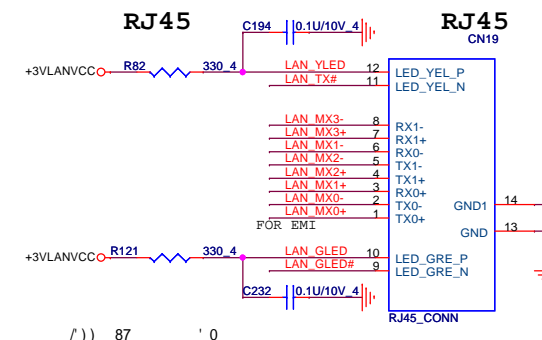 RJ45
RJ45
CN19
C194 0.1U/10V_4
+3VLANVCC R82 330_4 LAN_YLED 12 LED_YEL_P
LAN_TX# 11 LED_YEL_N
LAN_MX3- 8 RX1-
LAN_MX3+ 7 RX1+
LAN_MX1- 6 RX0-
LAN_MX2- 5 TX1-
LAN_MX2+ 4 TX1+
LAN_MX1+ 3 RX0+
LAN_MX0- 2 TX0-
LAN_MX0+ 1 TX0+
GND1 14
GND 13
FOR EMI
+3VLANVCC R121 330_4 LAN_GLED 10 LED_GRE_P
LAN_GLED# 9 LED_GRE_N
C232 0.1U/10V_4
RJ45_CONN
/')) 87 ' 0